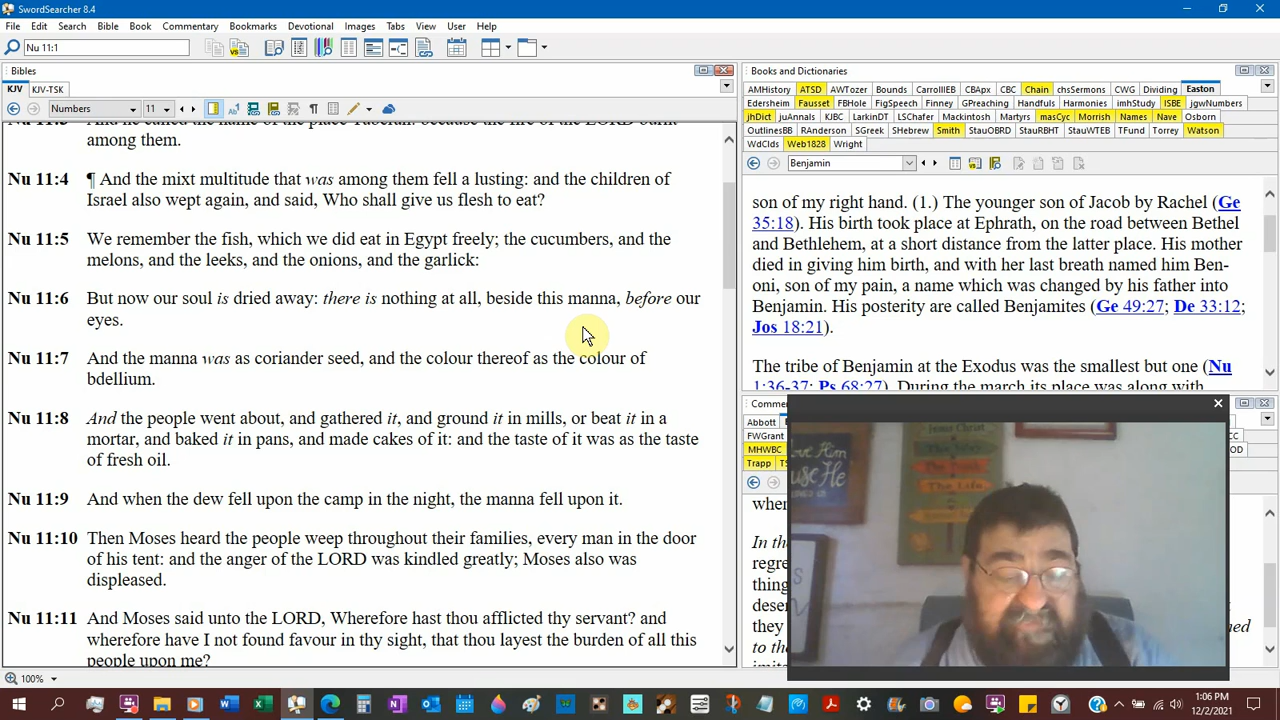 SwordSearcher 8.4
File Edit Search Bible Book Commentary Bookmarks Devotional Images Tabs View User Help
Nu 11:1
Bibles
KJV KJV-TSK
Numbers 11
among them.
Nu 11:4 ¶ And the mixt multitude that was among them fell a lusting: and the children of
Israel also wept again, and said, Who shall give us flesh to eat?
Nu 11:5 We remember the fish, which we did eat in Egypt freely; the cucumbers, and the
melons, and the leeks, and the onions, and the garlick:
Nu 11:6 But now our soul is dried away: there is nothing at all, beside this manna, before our
eyes.
Nu 11:7 And the manna was as coriander seed, and the colour thereof as the colour of
bdellium.
Nu 11:8 And the people went about, and gathered it, and ground it in mills, or beat it in a
mortar, and baked it in pans, and made cakes of it: and the taste of it was as the taste
of fresh oil.
Nu 11:9 And when the dew fell upon the camp in the night, the manna fell upon it.
Nu 11:10 Then Moses heard the people weep throughout their families, every man in the door
of his tent: and the anger of the LORD was kindled greatly; Moses also was
displeased.
Nu 11:11 And Moses said unto the LORD, Wherefore hast thou afflicted thy servant? and
wherefore have I not found favour in thy sight, that thou layest the burden of all this
people upon me?
100%
Books and Dictionaries
AMHistory ATSD AWTozer Bounds CarrollIEB CBApx CBC Chain chsSermons CWG Dividing Easton
Edersheim Fausset FBHole FigSpeech Finney GPreaching Handfuls Harmonies imhStudy ISBE jgwNumbers
jhDict juAnnals KJBC LarkinDT LSChafer Mackintosh Martyrs masCyc Morrish Names Nave Osborn
OutlinesBB RAnderson SGreek SHebrew Smith StauOBRD StauRBHT StauWTEB TFund Torrey Watson
WdClds Web1828 Wright
Benjamin
son of my right hand. (1.) The younger son of Jacob by Rachel (Ge
35:18). His birth took place at Ephrath, on the road between Bethel
and Bethlehem, at a short distance from the latter place. His mother
died in giving him birth, and with her last breath named him Ben-
oni, son of my pain, a name which was changed by his father into
Benjamin. His posterity are called Benjamites (Ge 49:27; De 33:12;
Jos 18:21).
The tribe of Benjamin at the Exodus was the smallest but one (Nu
1:36-37; Ps 68:27). During the march its place was along with
Abbott
FWGrant
MHWBC
Trapp
Jesus Christ
The Life
1:06 PM
12/2/2021